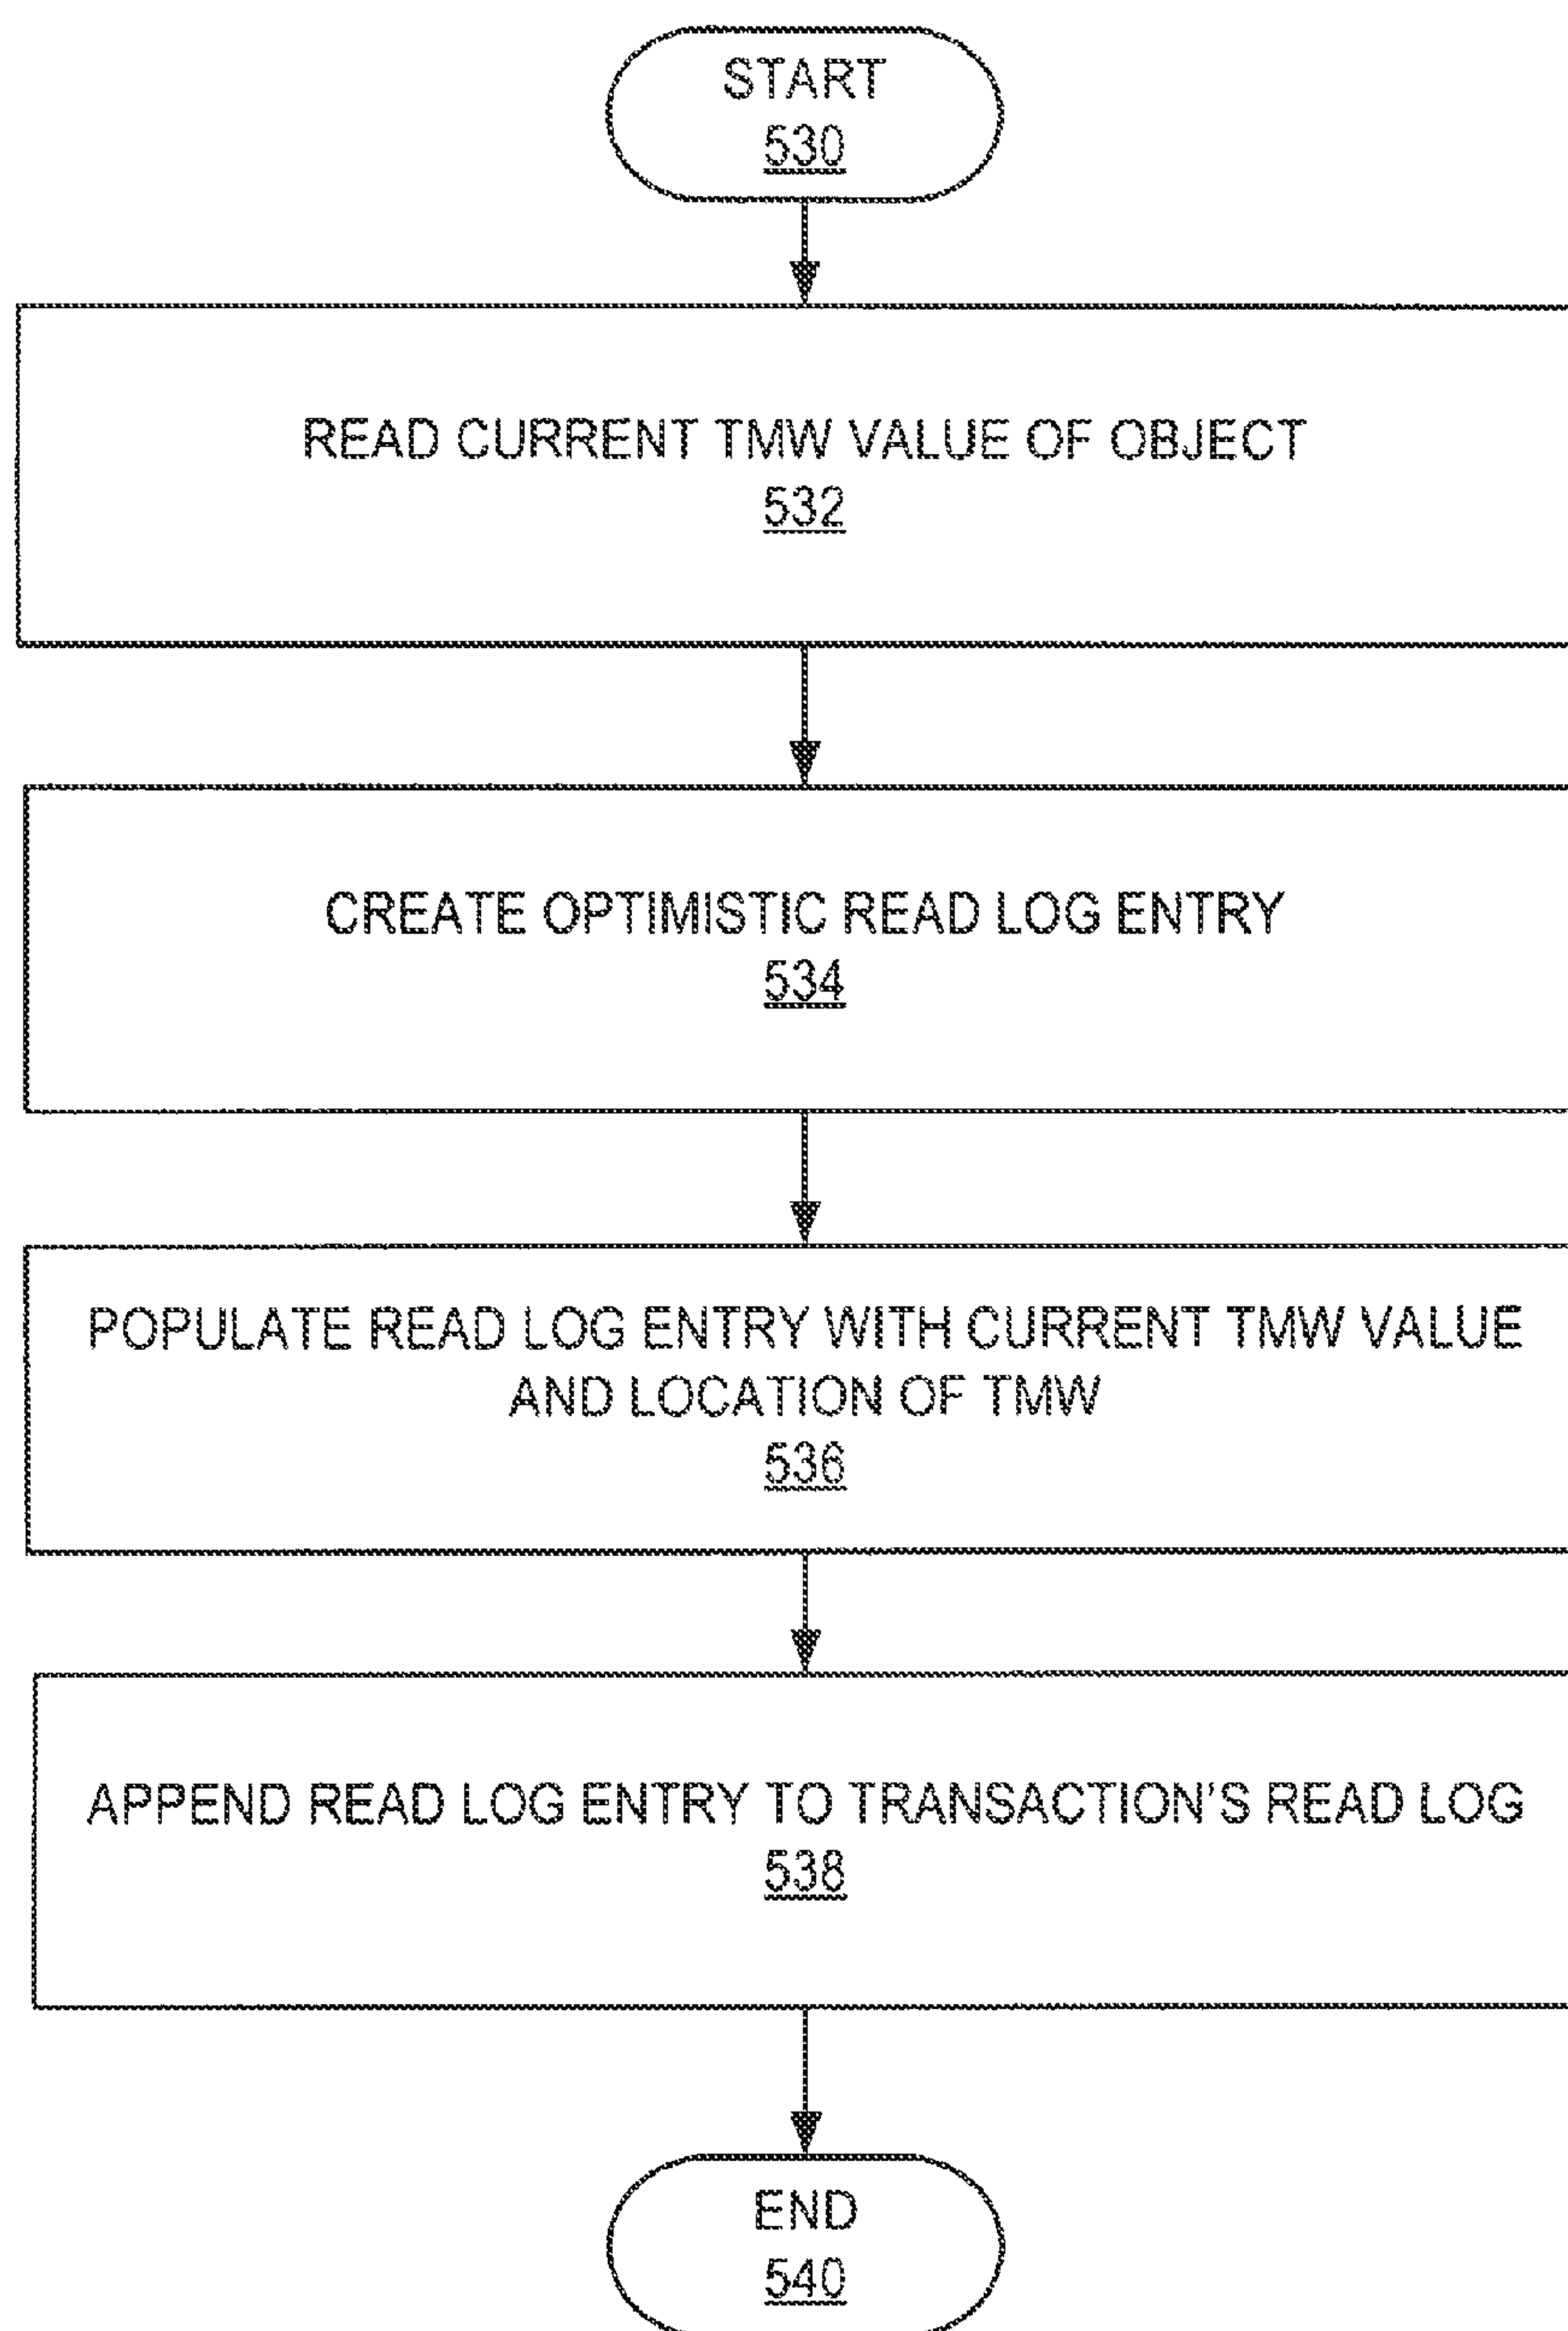 START
530
READ CURRENT TMW VALUE OF OBJECT
532
CREATE OPTIMISTIC READ LOG ENTRY
534
POPULATE READ LOG ENTRY WITH CURRENT TMW VALUE
AND LOCATION OF TMW
536
APPEND READ LOG ENTRY TO TRANSACTION'S READ LOG
538
END
540